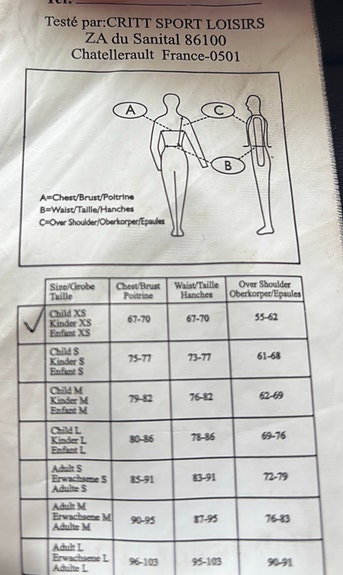 Testé par:CRITT SPORT LOISIRS
ZA du Sanital 86100
Chatellerault France-0501
A
C
B
A=Chest/Brust/Poitrine
B=Waist/Taille/Hanches
C=Over Shoulder/Oberkorper/Epaules
Size/Grobe Taille Chest/Brust Poitrine Waist/Taille Hanches Over Shoulder Oberkorper/Epaules
Child XS
Kinder XS 67-70 67-70 55-62
Enfant XS
Child S
Kinder S 75-77 73-77 61-68
Enfant S
Child M
Kinder M 79-82 76-82 62-69
Enfant M
Child L
Kinder L 80-86 78-86 69-76
Enfant L
Adult S
Erwachsene S 85-91 83-91 72-79
Adulte S
Adult M
Erwachsene M 90-95 87-95 76-83
Adulte M
Adult L
Erwachsene L 96-103 95-103 90-91
Adulte L